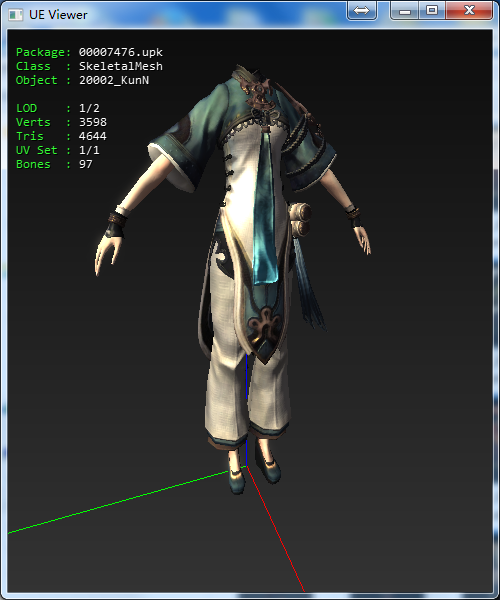 UE Viewer
Package: 00007476.upk
Class : SkeletalMesh
Object : 20002_KunN
LOD : 1/2
Verts : 3598
Tris : 4644
UV Set : 1/1
Bones : 97